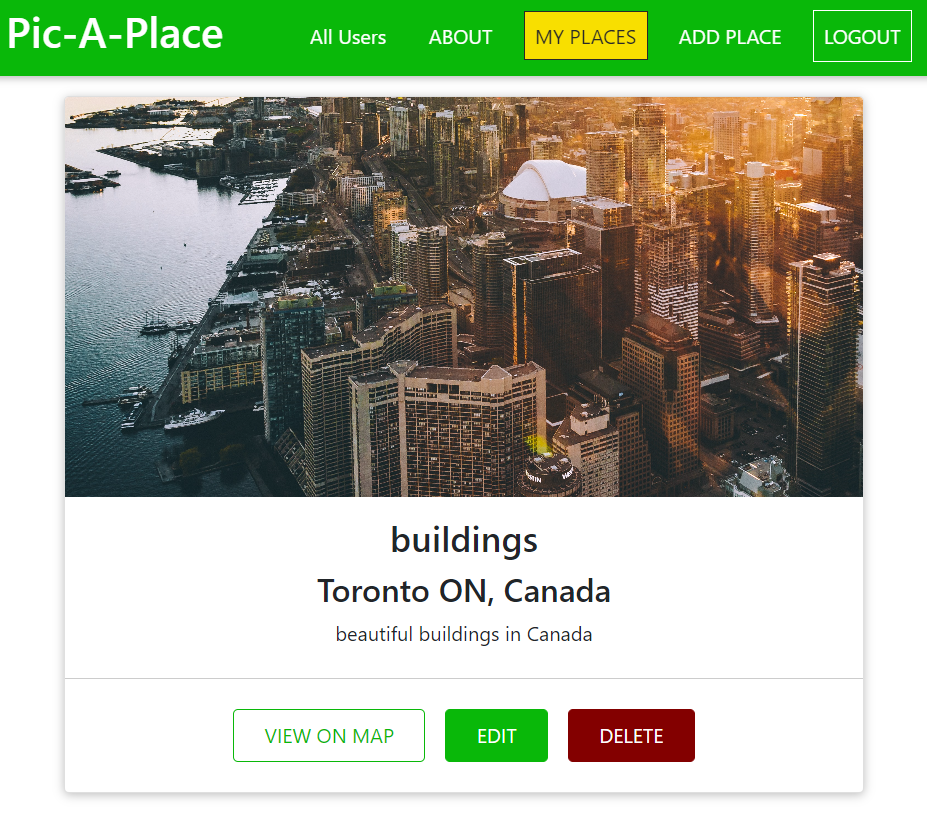 Pic-A-Place
All Users ABOUT MY PLACES ADD PLACE LOGOUT
buildings
Toronto ON, Canada
beautiful buildings in Canada
VIEW ON MAP EDIT DELETE